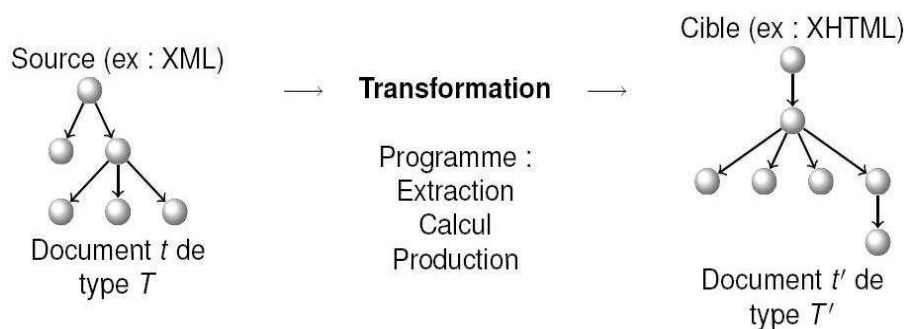 Source (ex : XML)
Document t de
type T
Transformation
Programme :
Extraction
Calcul
Production
Cible (ex : XHTML)
Document t' de
type T'